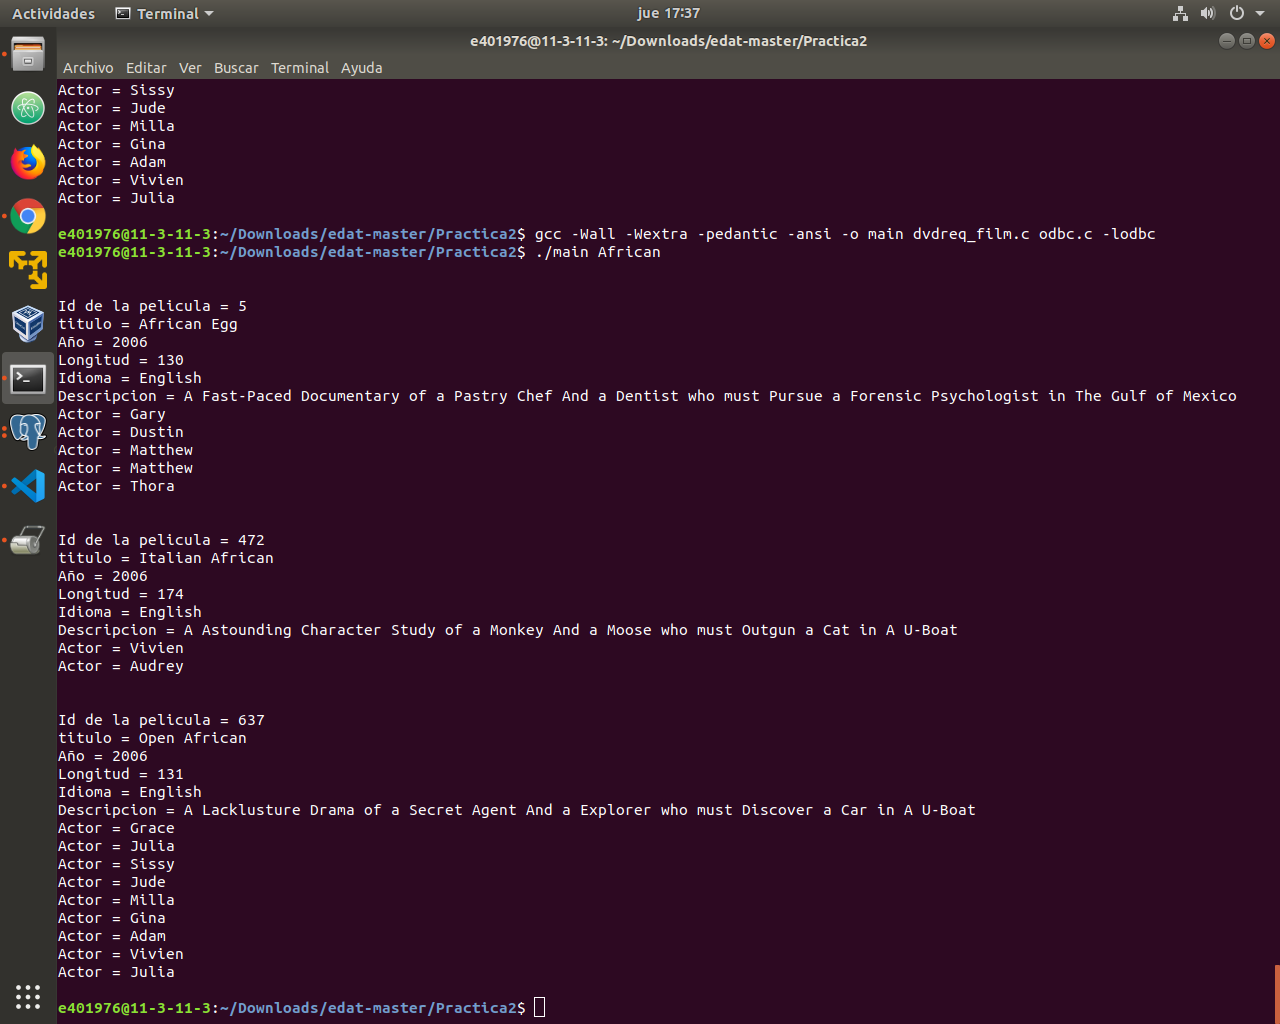 Actividades Terminal jue 17:37
e401976@11-3-11-3: ~/Downloads/edat-master/Practica2
Archivo Editar Ver Buscar Terminal Ayuda
Actor = Sissy
Actor = Jude
Actor = Milla
Actor = Gina
Actor = Adam
Actor = Vivien
Actor = Julia
e401976@11-3-11-3:~/Downloads/edat-master/Practica2$ gcc -Wall -Wextra -pedantic -ansi -o main dvdreq_film.c odbc.c -lodbc
e401976@11-3-11-3:~/Downloads/edat-master/Practica2$ ./main African
Id de la pelicula = 5
titulo = African Egg
Año = 2006
Longitud = 130
Idioma = English
Descripcion = A Fast-Paced Documentary of a Pastry Chef And a Dentist who must Pursue a Forensic Psychologist in The Gulf of Mexico
Actor = Gary
Actor = Dustin
Actor = Matthew
Actor = Matthew
Actor = Thora
Id de la pelicula = 472
titulo = Italian African
Año = 2006
Longitud = 174
Idioma = English
Descripcion = A Astounding Character Study of a Monkey And a Moose who must Outgun a Cat in A U-Boat
Actor = Vivien
Actor = Audrey
Id de la pelicula = 637
titulo = Open African
Año = 2006
Longitud = 131
Idioma = English
Descripcion = A Lacklusture Drama of a Secret Agent And a Explorer who must Discover a Car in A U-Boat
Actor = Grace
Actor = Julia
Actor = Sissy
Actor = Jude
Actor = Milla
Actor = Gina
Actor = Adam
Actor = Vivien
Actor = Julia
e401976@11-3-11-3:~/Downloads/edat-master/Practica2$